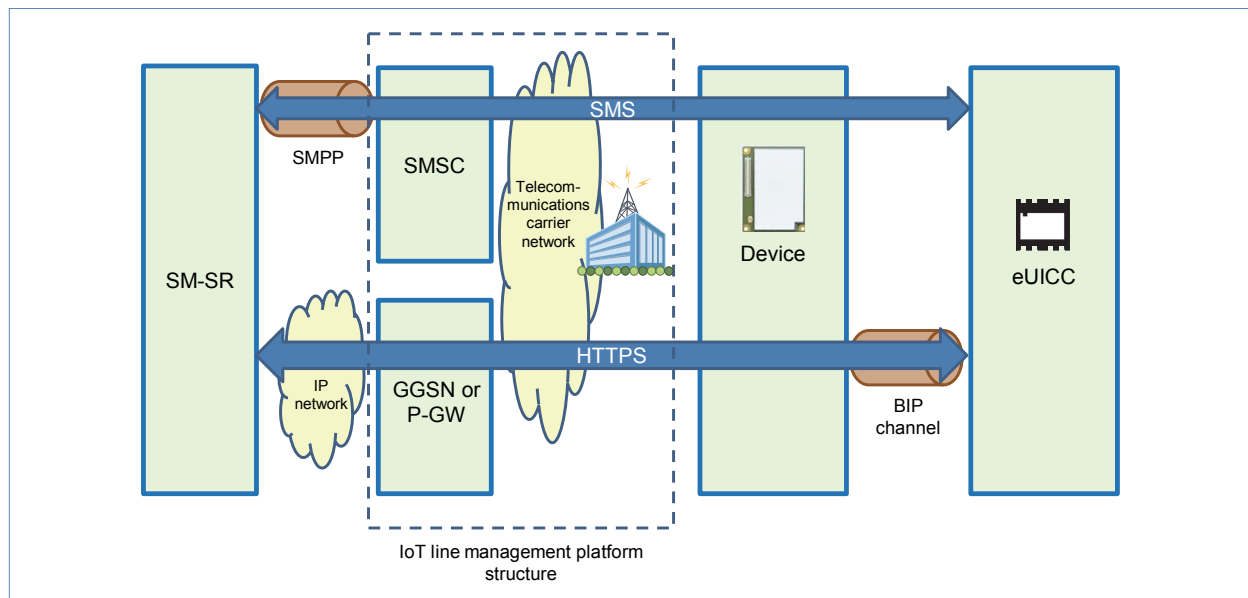 SMS
SMPP
SMSC
Telecom-
munications
carrier
network
Device
SM-SR
eUICC
HTTPS
IP
network
GGSN or
P-GW
BIP
channel
IoT line management platform
structure